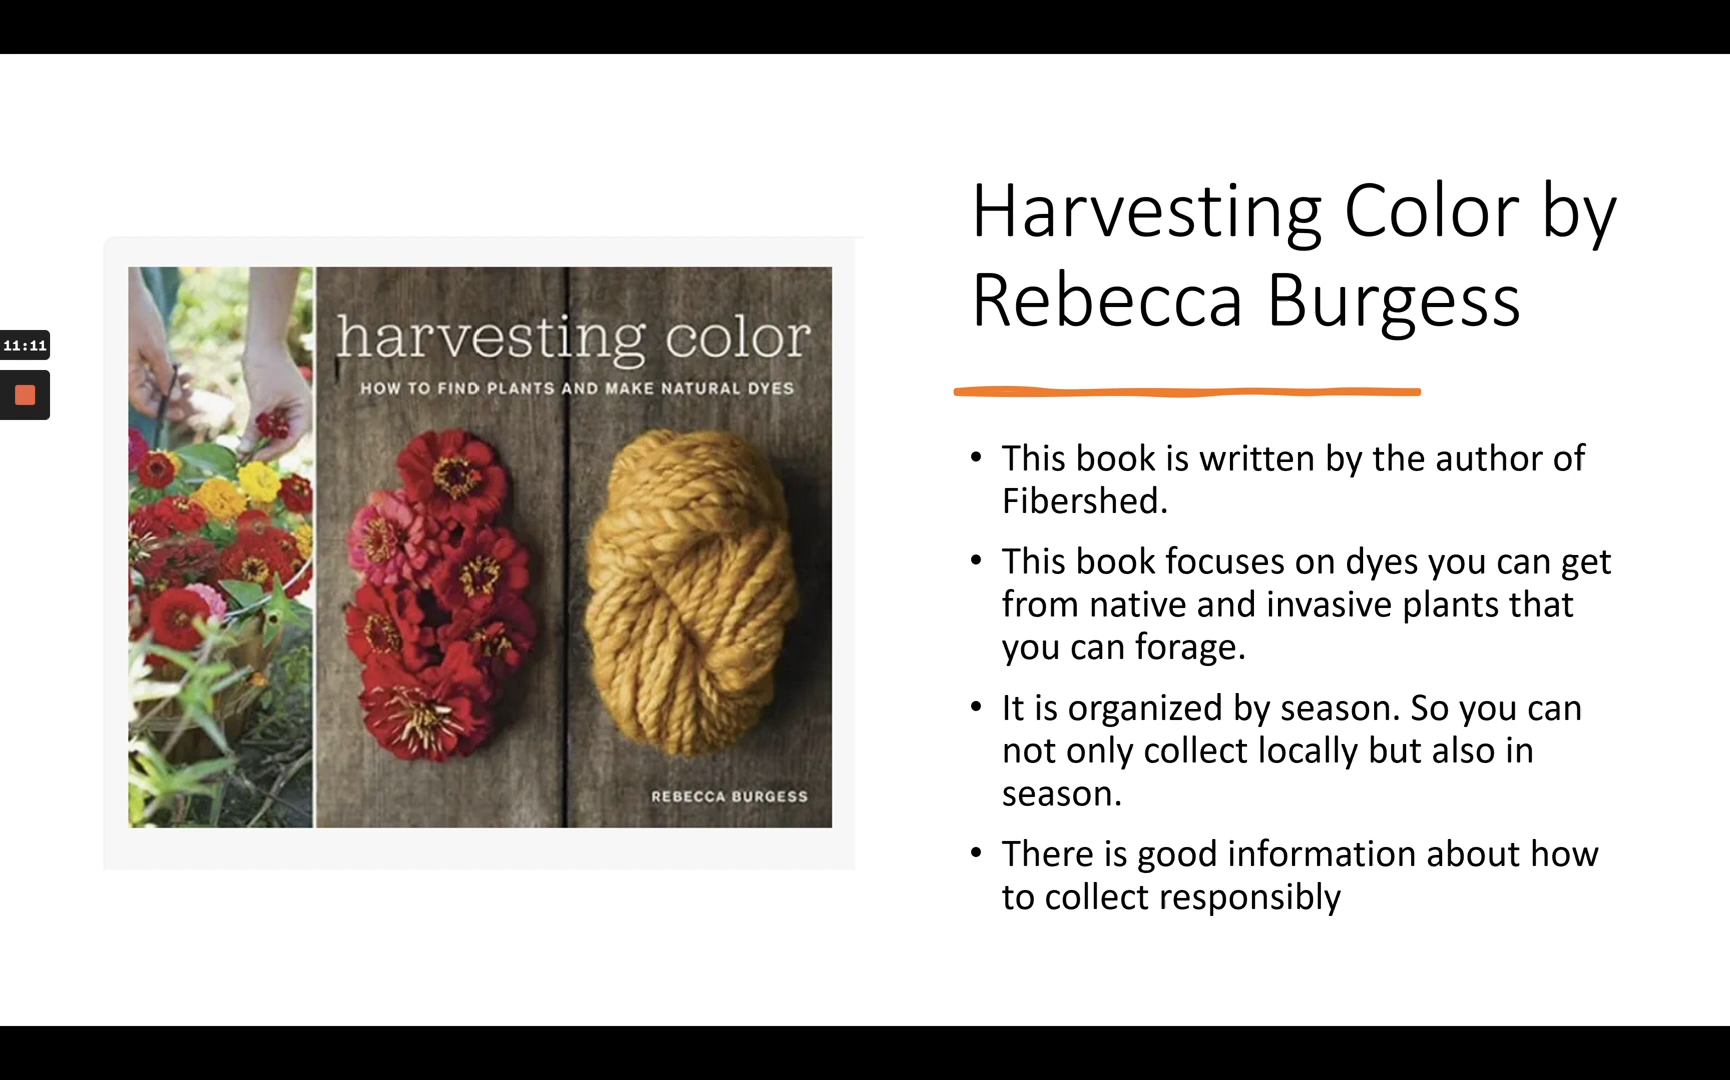 11:11
harvesting color
HOW TO FIND PLANTS AND MAKE NATURAL DYES
REBECCA BURGESS
Harvesting Color by
Rebecca Burgess
• This book is written by the author of
Fibershed.
• This book focuses on dyes you can get
from native and invasive plants that
you can forage.
• It is organized by season. So you can
not only collect locally but also in
season.
• There is good information about how
to collect responsibly